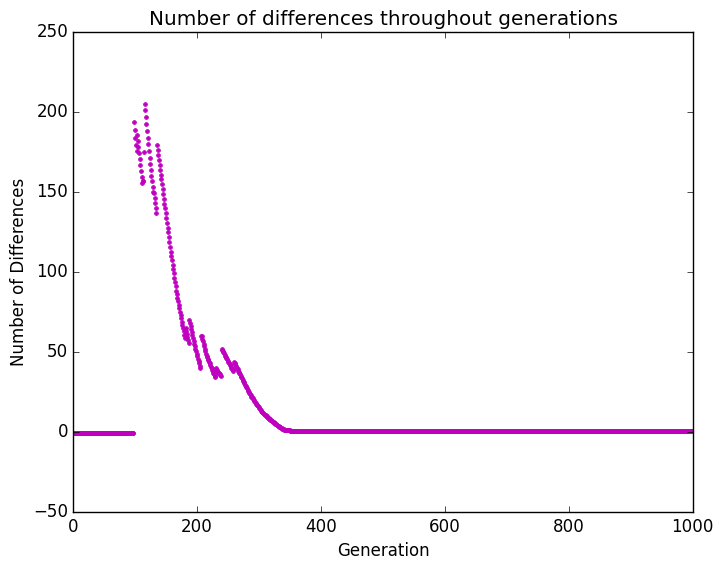 Number of differences throughout generations
250
200
150
100
50
0
−50
Number of Differences
0 200 400 600 800 1000
Generation